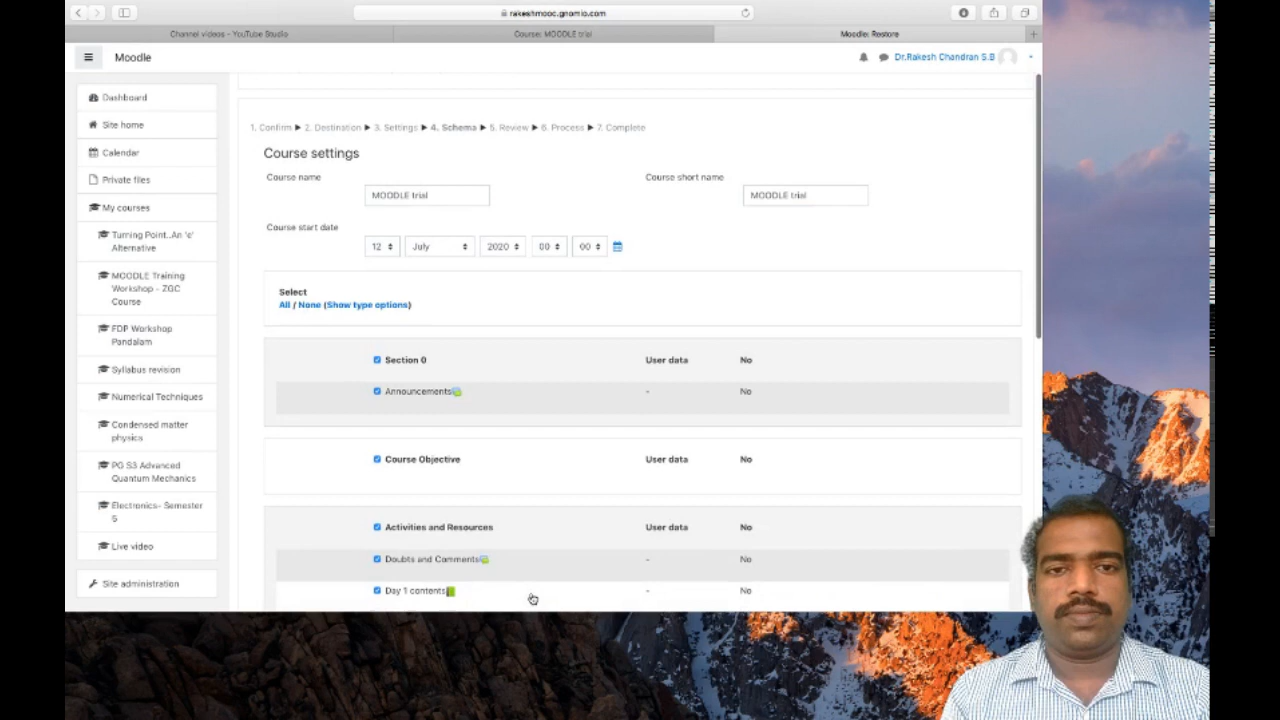 rakeshmooc.gnomio.com
Channel videos - YouTube Studio
Course: MOODLE trial
Moodle: Restore
Moodle
Dr.Rakesh Chandran S.B
Dashboard
Site home
Calendar
Private files
My courses
Turning Point..An 'e'
Alternative
MOODLE Training
Workshop - ZGC
Course
FDP Workshop
Pandalam
Syllabus revision
Numerical Techniques
Condensed matter
physics
PG S3 Advanced
Quantum Mechanics
Electronics- Semester
5
Live video
Site administration
1. Confirm ► 2. Destination ► 3. Settings ► 4. Schema ► 5. Review ► 6. Process ► 7. Complete
Course settings
Course name
MOODLE trial
Course short name
MOODLE trial
Course start date
12 July 2020 00 00
Select
All / None (Show type options)
Section 0 User data No
Announcements - No
Course Objective User data No
Activities and Resources User data No
Doubts and Comments - No
Day 1 contents - No